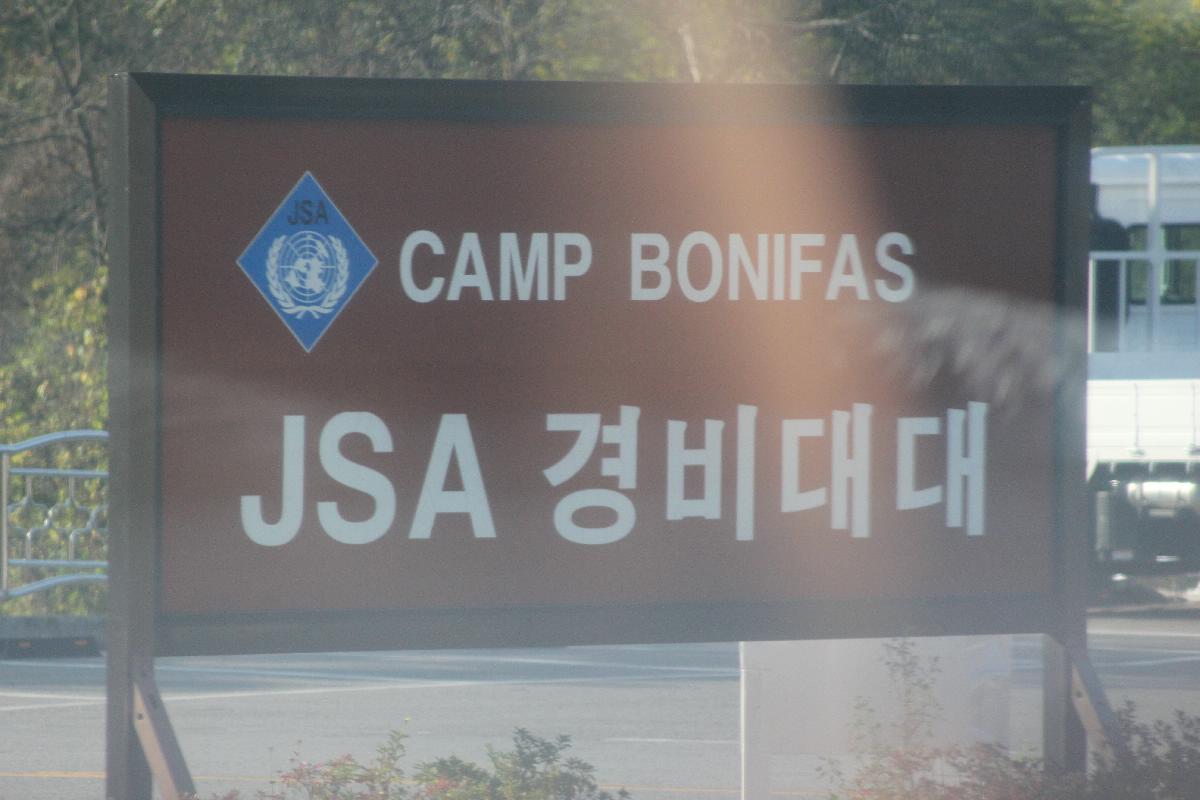 JSA
CAMP BONIFAS
JSA 경비대대